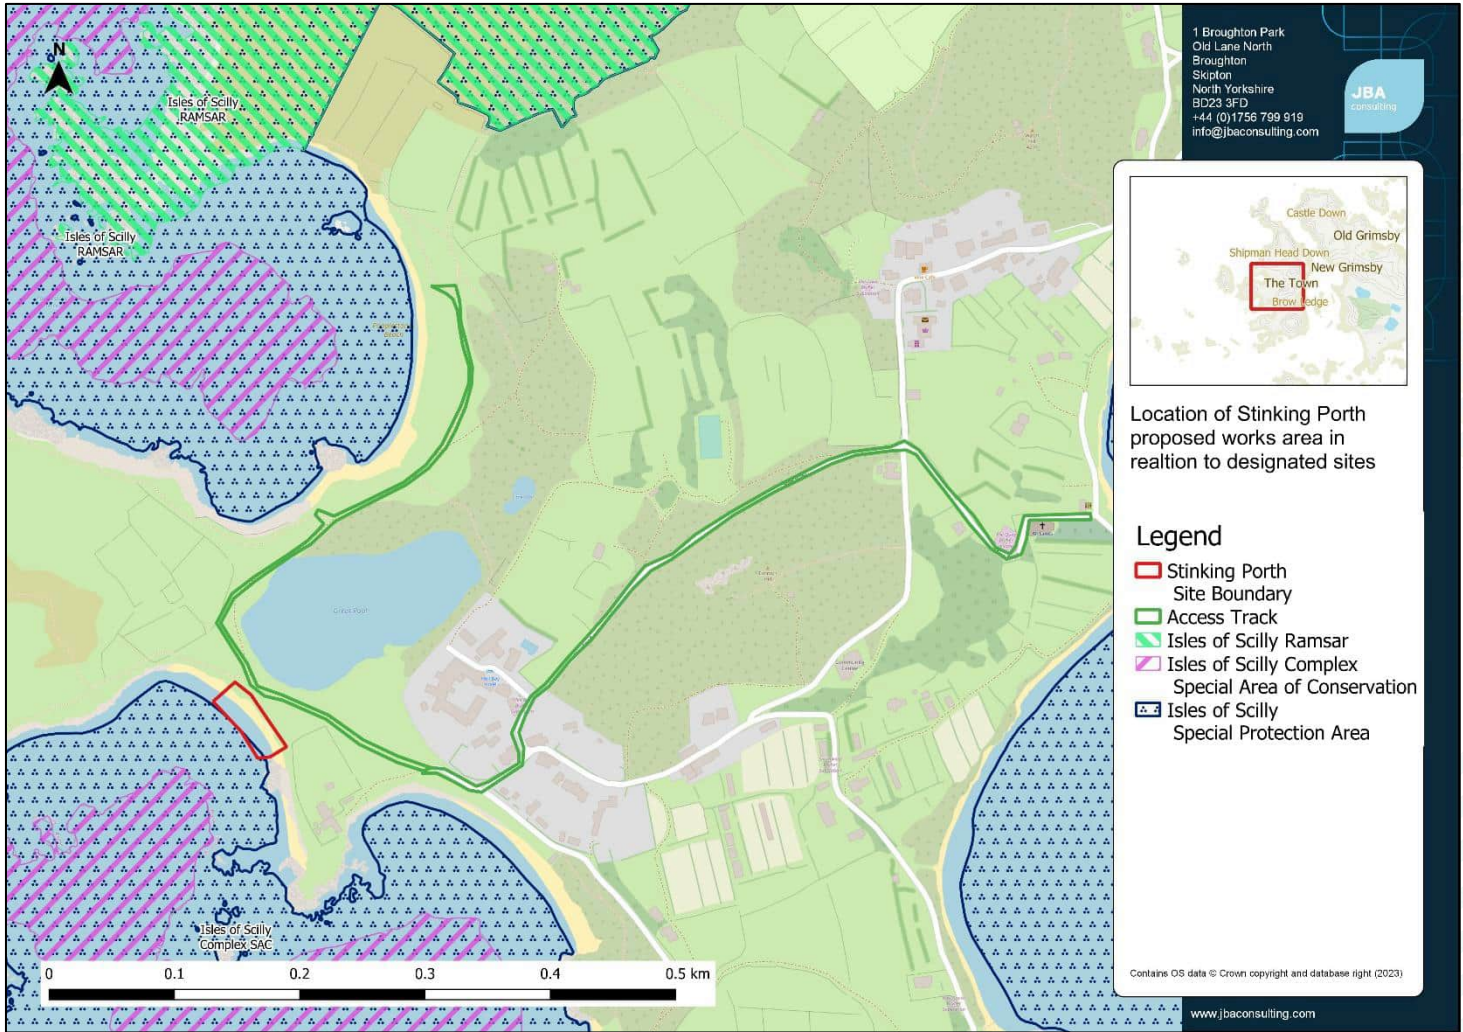 N
Isles of Scilly
RAMSAR
Isles of Scilly
RAMSAR
Isles of Scilly
Complex SAC
0 0.1 0.2 0.3 0.4 0.5 km
1 Broughton Park
Old Lane North
Broughton
Skipton
North Yorkshire
BD23 3FD
+44 (0)1756 799 919
info@jbaconsulting.com
JBA
consulting
Castle Down
Old Grimsby
Shipman Head Down
New Grimsby
The Town
Brow Ledge
Location of Stinking Porth
proposed works area in
realtion to designated sites
Legend
Stinking Porth
Site Boundary
Access Track
Isles of Scilly Ramsar
Isles of Scilly Complex
Special Area of Conservation
Isles of Scilly
Special Protection Area
Contains OS data © Crown copyright and database right (2023)
www.jbaconsulting.com